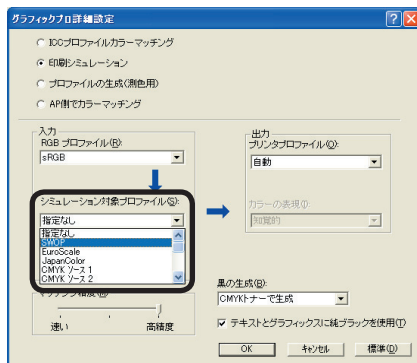 グラフィックプロ詳細設定
ICCプロファイルカラーマッチング
印刷シミュレーション
プロファイルの生成(測色用)
AP側でカラーマッチング
入力
RGB プロファイル(R):
sRGB
シミュレーション対象プロファイル(S):
指定なし
指定なし
SWOP
EuroScale
JapanColor
CMYK ソース 1
CMYK ソース 2
速い
高精度
出力
プリンタプロファイル(O):
自動
カラーの表現(I):
知覚的
黒の生成(B):
CMYKトナーで生成
テキストとグラフィックスに純ブラックを使用(T)
OK
キャンセル
標準(D)